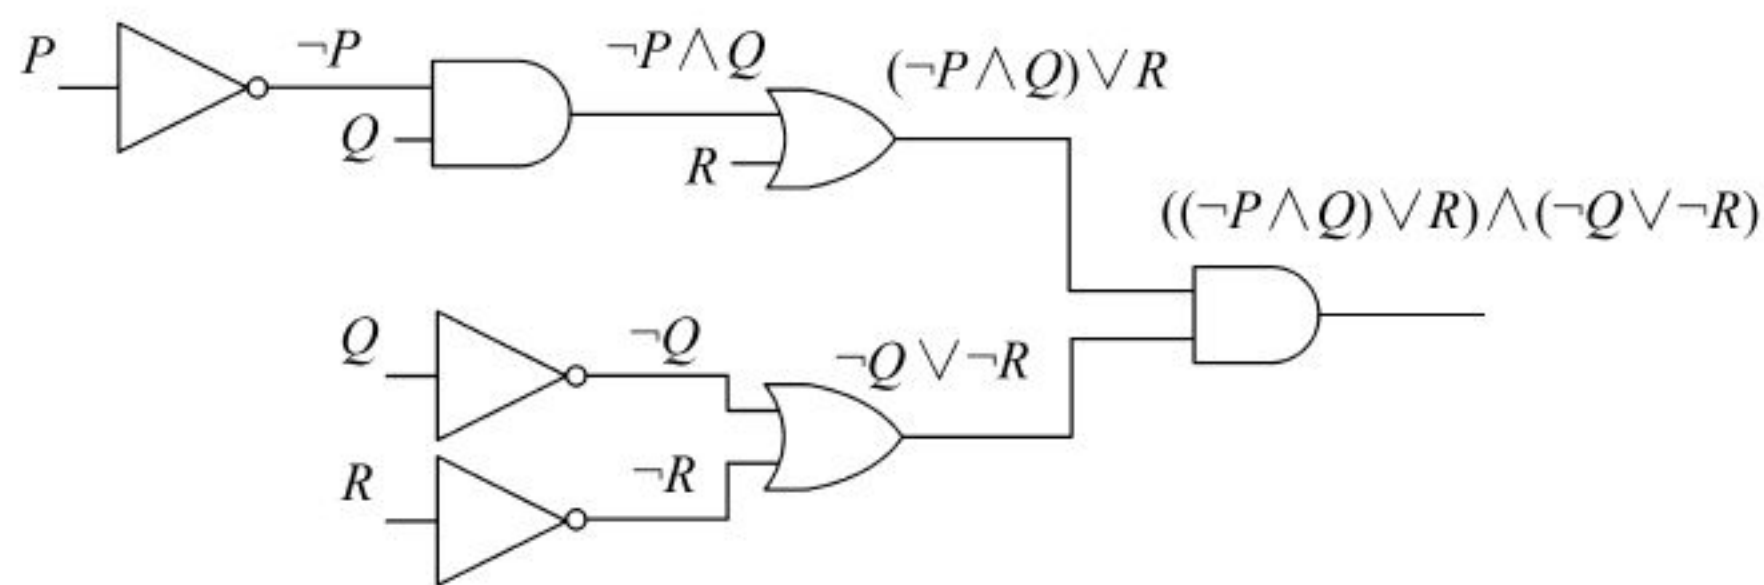 P
¬P
¬P∧Q
(¬P∧Q)∨R
Q
R
((¬P∧Q)∨R)∧(¬Q∨¬R)
Q
¬Q
¬Q∨¬R
R
¬R